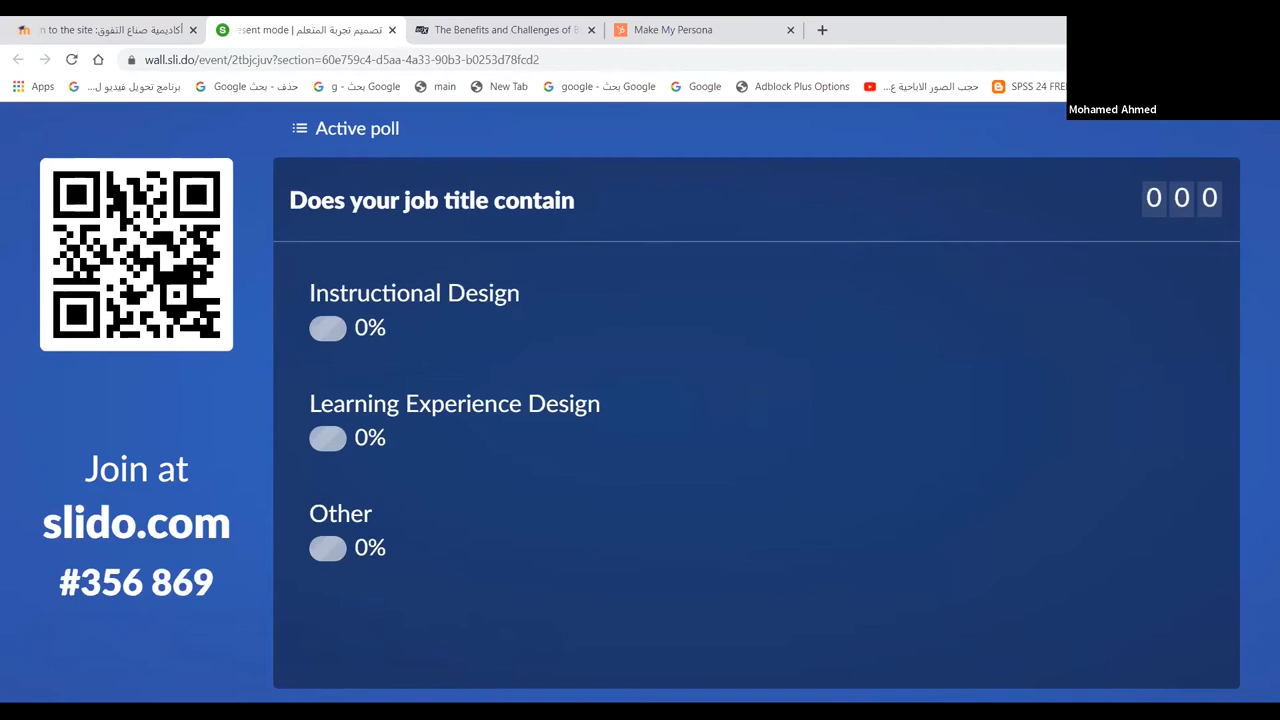 n to the site: أكاديمية صناع التفوق
esent mode | تصميم تجربة المتعلم
The Benefits and Challenges of B
Make My Persona
wall.sli.do/event/2tbjcjuv?section=60e759c4-d5aa-4a33-90b3-b0253d78fcd2
Apps
برنامج تحويل فيديو ل...
حذف - بحث Google
g - بحث Google
main
New Tab
google - بحث Google
Google
Adblock Plus Options
حجب الصور الاباحية ع...
SPSS 24 FRE
Mohamed Ahmed
Active poll
Does your job title contain
0 0 0
Instructional Design
0%
Learning Experience Design
0%
Other
0%
Join at
slido.com
#356 869